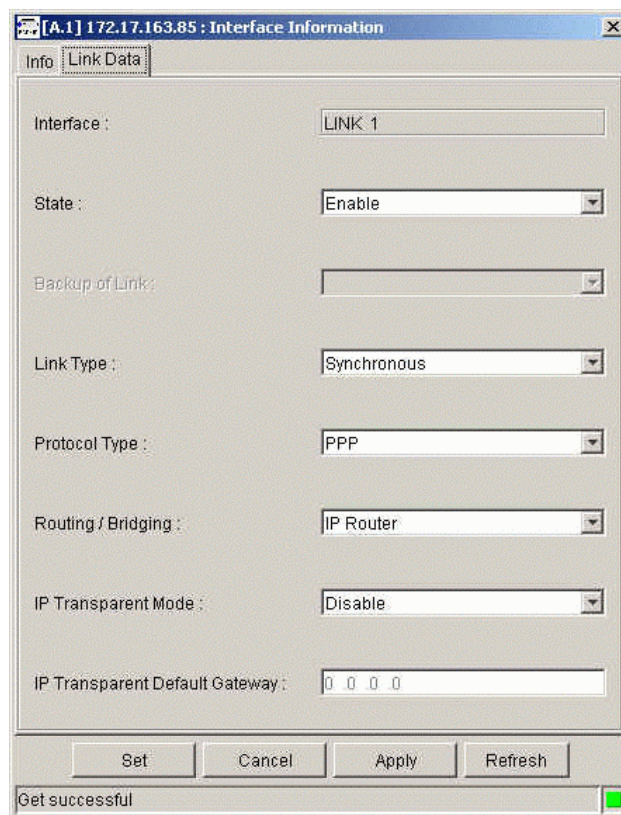 [A.1] 172.17.163.85 : Interface Information
Info Link Data
Interface : LINK 1
State : Enable
Backup of Link :
Link Type : Synchronous
Protocol Type : PPP
Routing / Bridging : IP Router
IP Transparent Mode : Disable
IP Transparent Default Gateway : 0 .0 .0 .0
Set Cancel Apply Refresh
Get successful